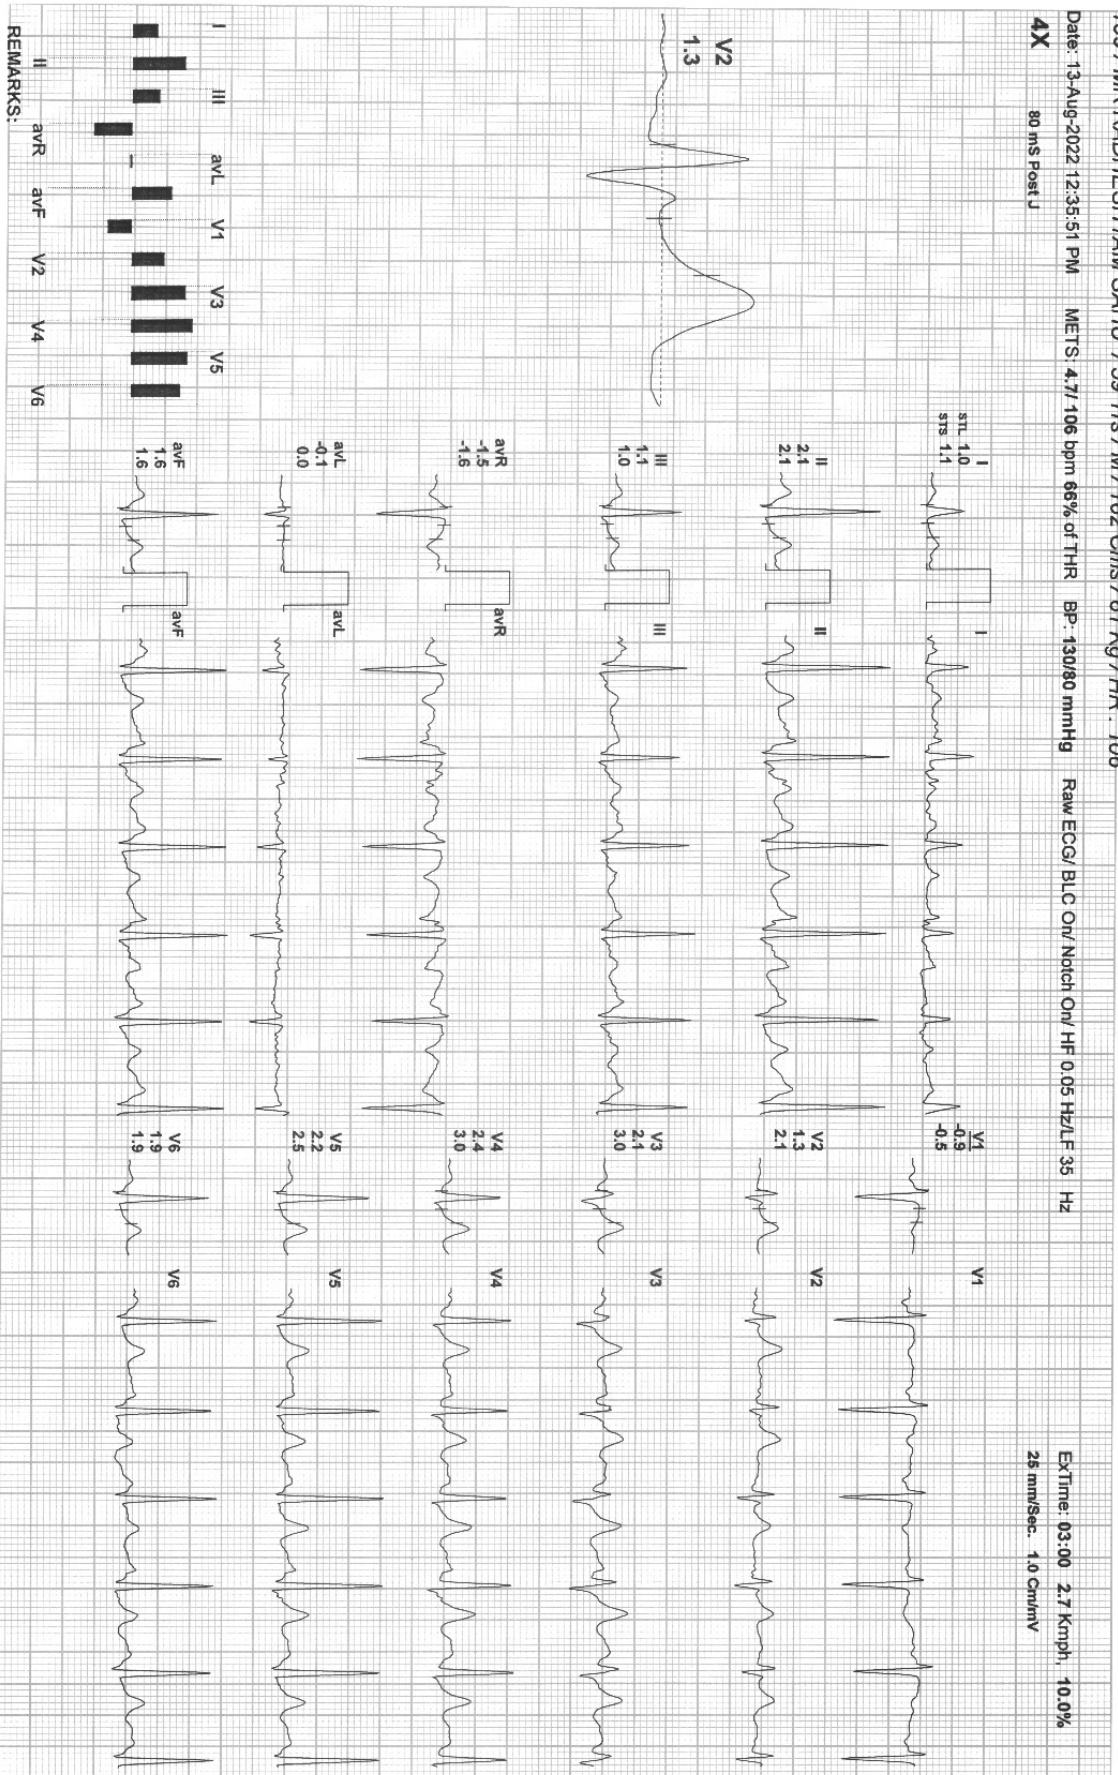 Date: 13-Aug-2022 12:35:51 PM METS: 4.7/ 106 bpm 66% of THR BP: 130/80 mmHg Raw ECG/ BLC On/ Notch On/ HF 0.05 Hz/LF 35 Hz
ExTime: 03:00 2.7 Kmph, 10.0%
4X 80 mS Post J
25 mm/Sec. 1.0 Cm/mV
V2
1.3
I
STL 1.0
STS 1.1
I
II
2.1
2.1
II
III
1.1
1.0
III
avR
-1.5
-1.6
avR
avL
-0.1
0.0
avL
avF
1.6
1.6
avF
V1
-0.9
-0.5
V1
V2
1.3
2.1
V2
V3
2.1
3.0
V3
V4
2.4
3.0
V4
V5
2.2
2.5
V5
V6
1.9
1.9
V6
I III avL V1 V3 V5
II avR avF V2 V4 V6
REMARKS: